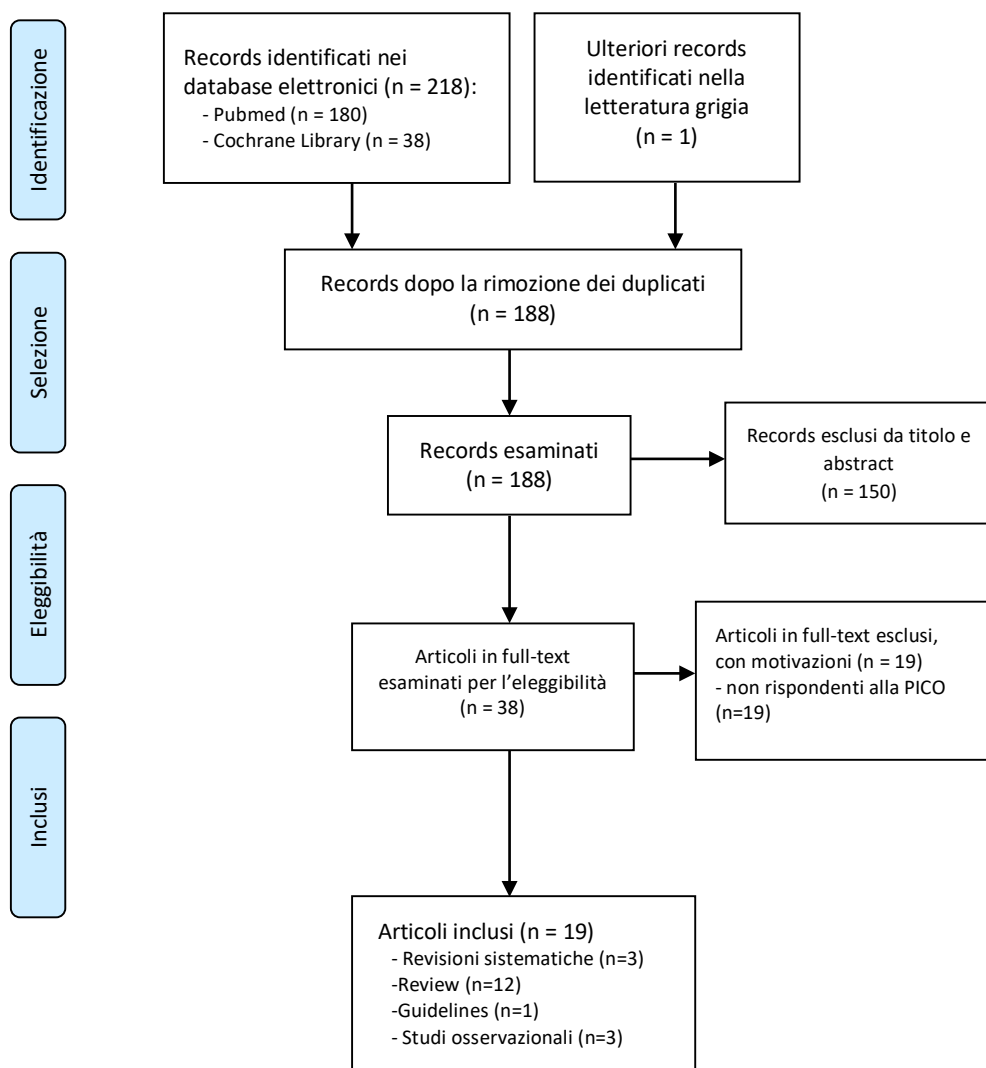 Identificazione
Records identificati nei
database elettronici (n = 218):
- Pubmed (n = 180)
- Cochrane Library (n = 38)
Ulteriori records
identificati nella
letteratura grigia
(n = 1)
Selezione
Records dopo la rimozione dei duplicati
(n = 188)
Records esaminati
(n = 188)
Records esclusi da titolo e
abstract
(n = 150)
Eleggibilità
Articoli in full-text
esaminati per l’eleggibilità
(n = 38)
Articoli in full-text esclusi,
con motivazioni (n = 19)
- non rispondenti alla PICO
(n=19)
Inclusi
Articoli inclusi (n = 19)
- Revisioni sistematiche (n=3)
-Review (n=12)
-Guidelines (n=1)
- Studi osservazionali (n=3)